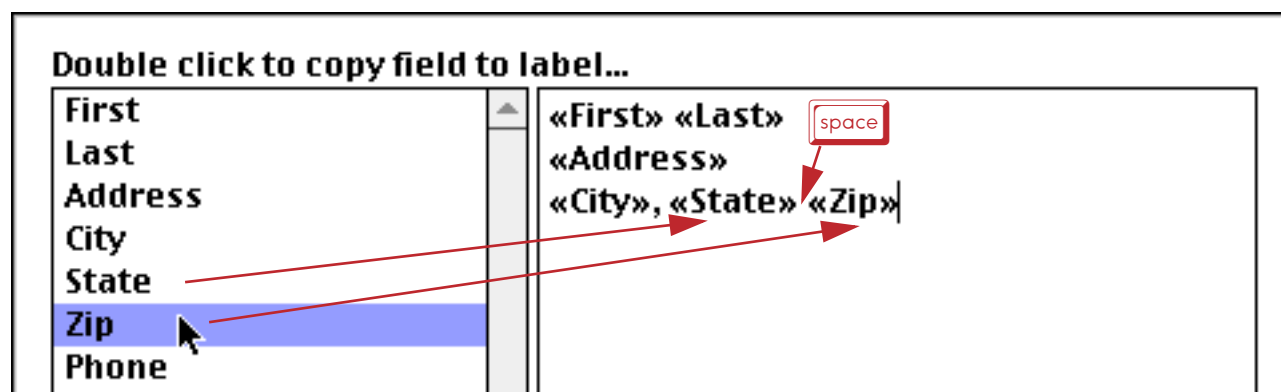 Double click to copy field to label...
First
Last
Address
City
State
Zip
Phone
«First» «Last»
space
«Address»
«City», «State» «Zip»